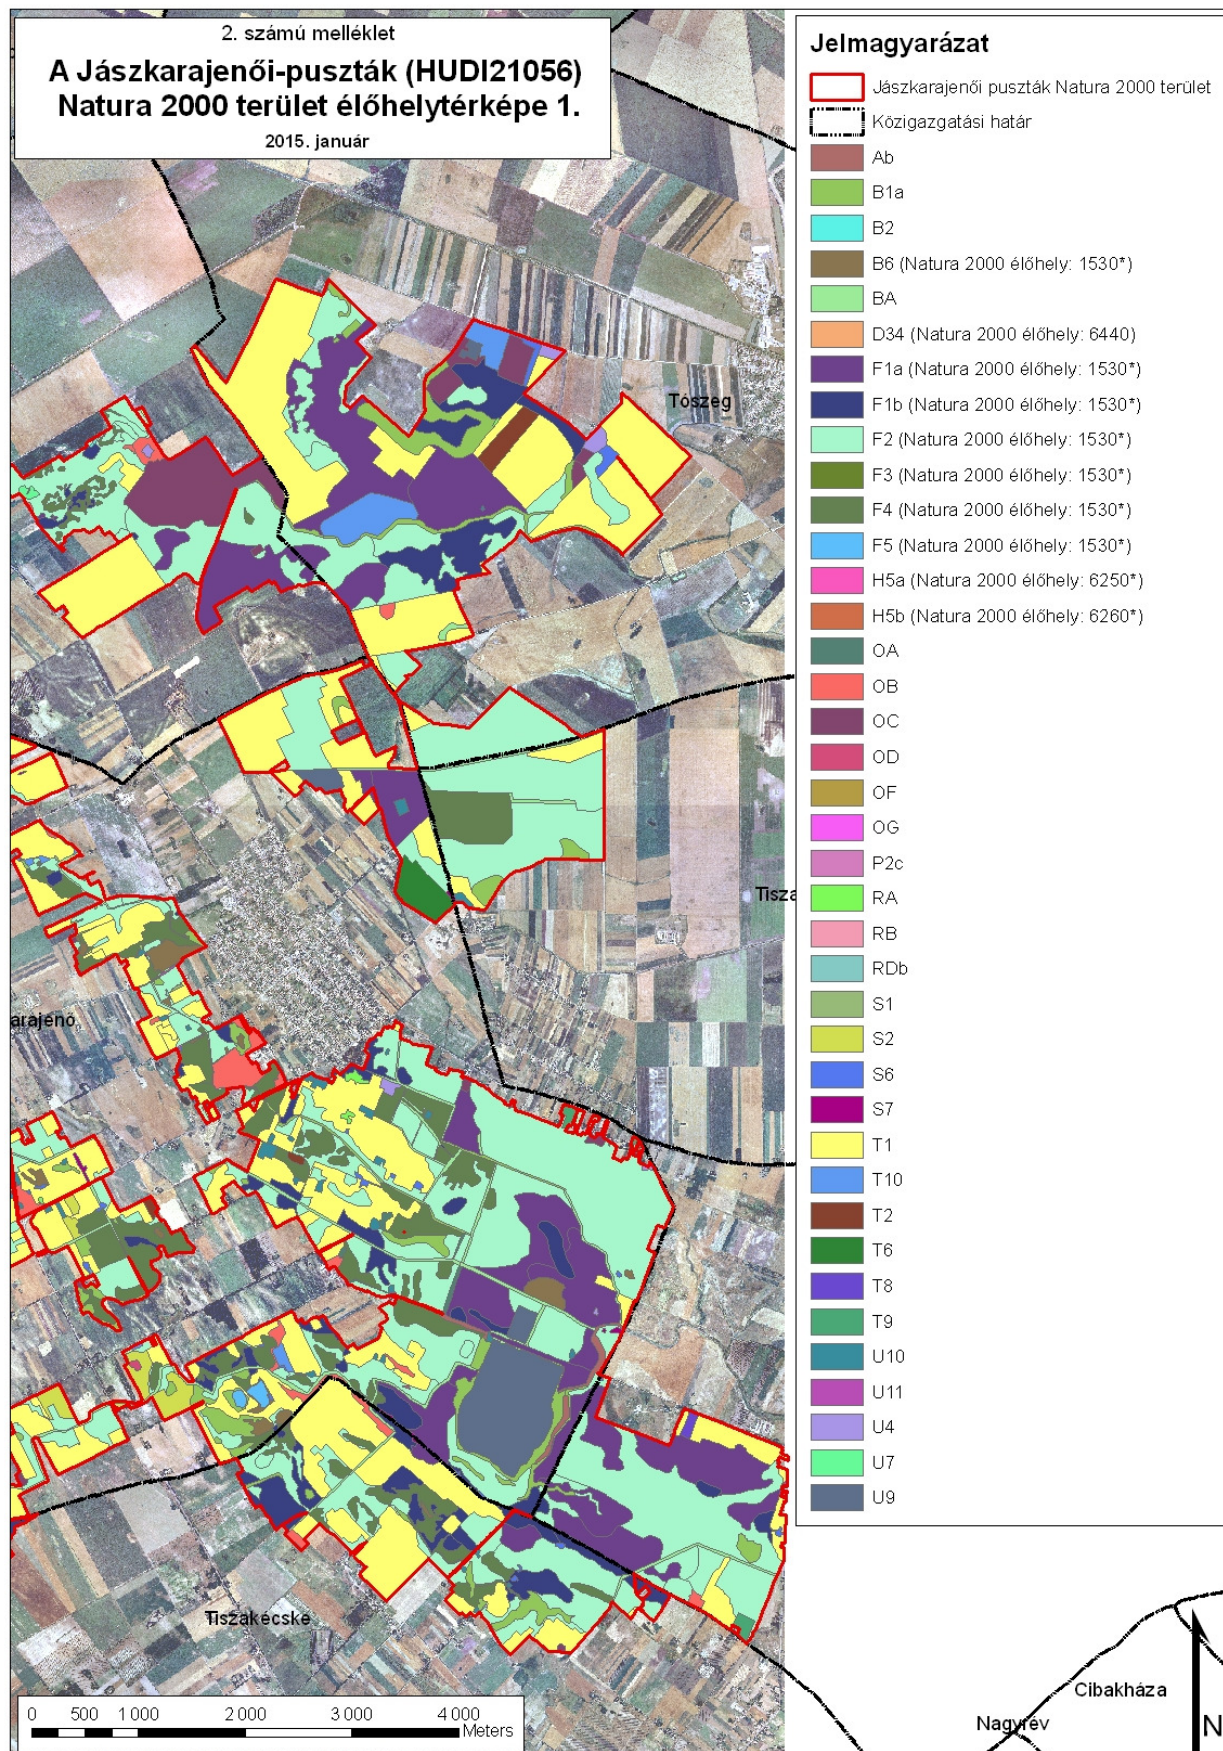 2. számú melléklet
A Jászkarajenői-puszták (HUDI21056)
Natura 2000 terület élőhelytérképe 1.
2015. január
Jelmagyarázat
Jászkarajenői puszták Natura 2000 terület
Közigazgatási határ
Ab
B1a
B2
B6 (Natura 2000 élőhely: 1530*)
BA
D34 (Natura 2000 élőhely: 6440)
F1a (Natura 2000 élőhely: 1530*)
F1b (Natura 2000 élőhely: 1530*)
F2 (Natura 2000 élőhely: 1530*)
F3 (Natura 2000 élőhely: 1530*)
F4 (Natura 2000 élőhely: 1530*)
F5 (Natura 2000 élőhely: 1530*)
H5a (Natura 2000 élőhely: 6250*)
H5b (Natura 2000 élőhely: 6260*)
OA
OB
OC
OD
OF
OG
P2c
RA
RB
RDb
S1
S2
S6
S7
T1
T10
T2
T6
T8
T9
U10
U11
U4
U7
U9
Tószeg
Tisza
arajenő
Tiszakécske
Cibakháza
Nagyrév
N
0 500 1 000 2 000 3 000 4 000
Meters